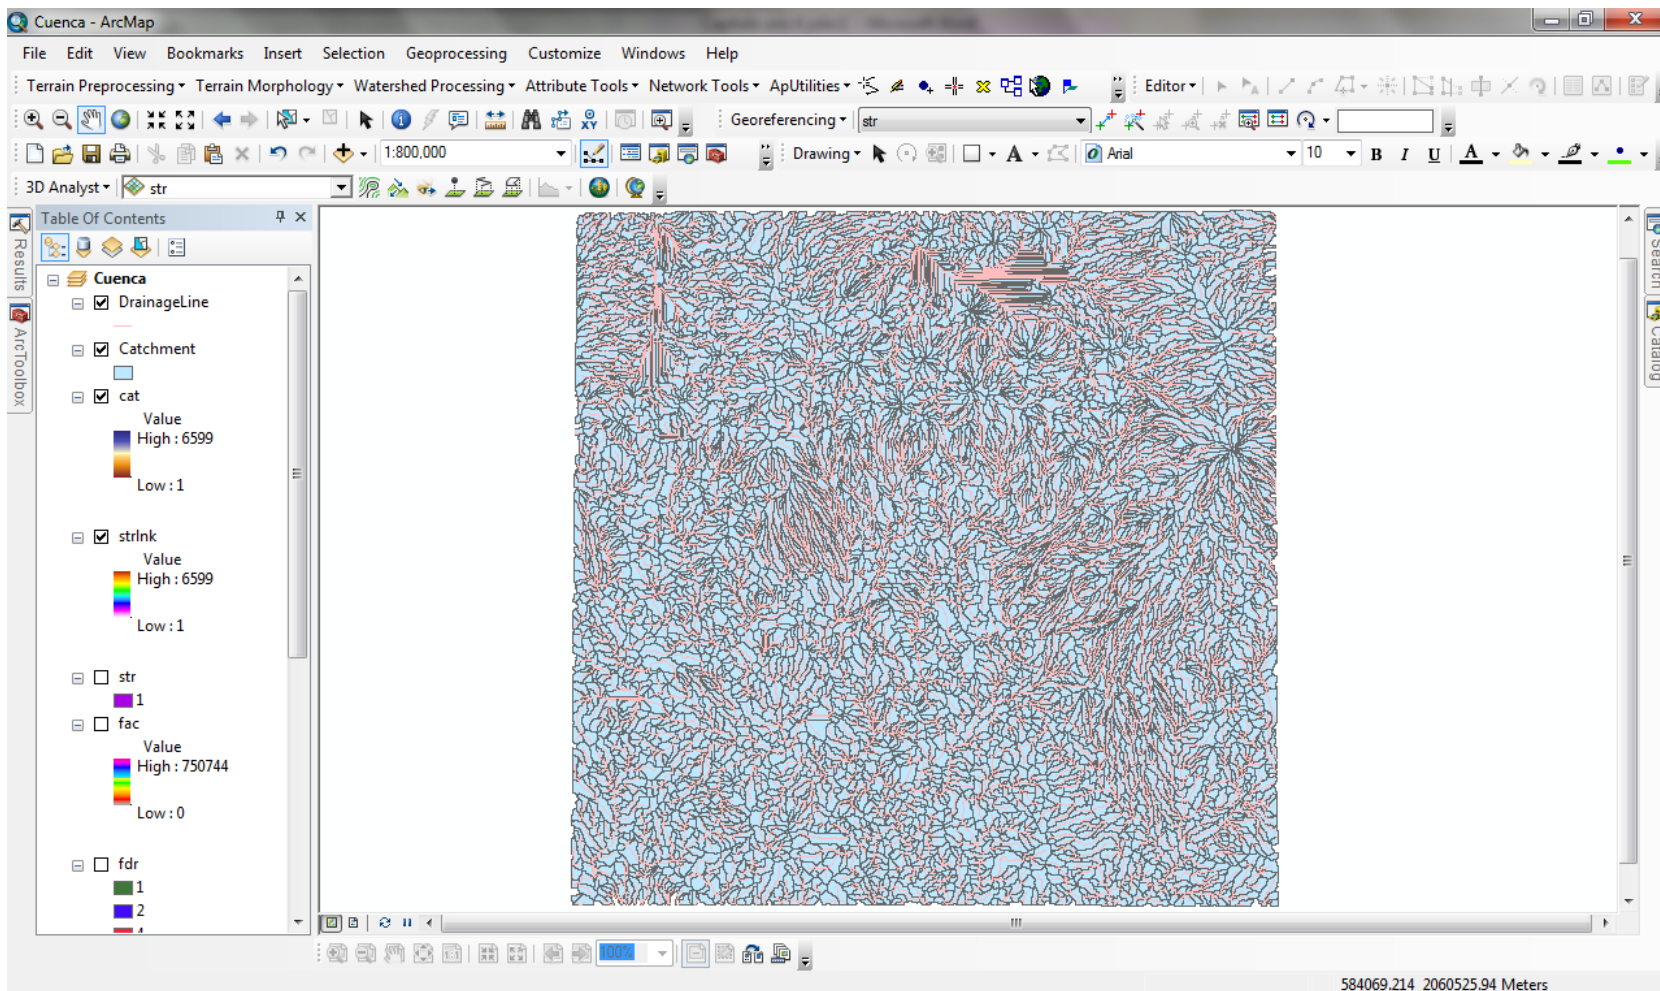 Cuenca - ArcMap
File Edit View Bookmarks Insert Selection Geoprocessing Customize Windows Help
Terrain Preprocessing Terrain Morphology Watershed Processing Attribute Tools Network Tools ApUtilities Editor
Georeferencing str
1:800,000 Drawing A Arial 10 B I U A
3D Analyst str
Table Of Contents
Results
ArcToolbox
Search
Catalog
Cuenca
DrainageLine
Catchment
cat
Value
High : 6599
Low : 1
strlnk
Value
High : 6599
Low : 1
str
1
fac
Value
High : 750744
Low : 0
fdr
1
2
100%
584069.214 2060525.94 Meters